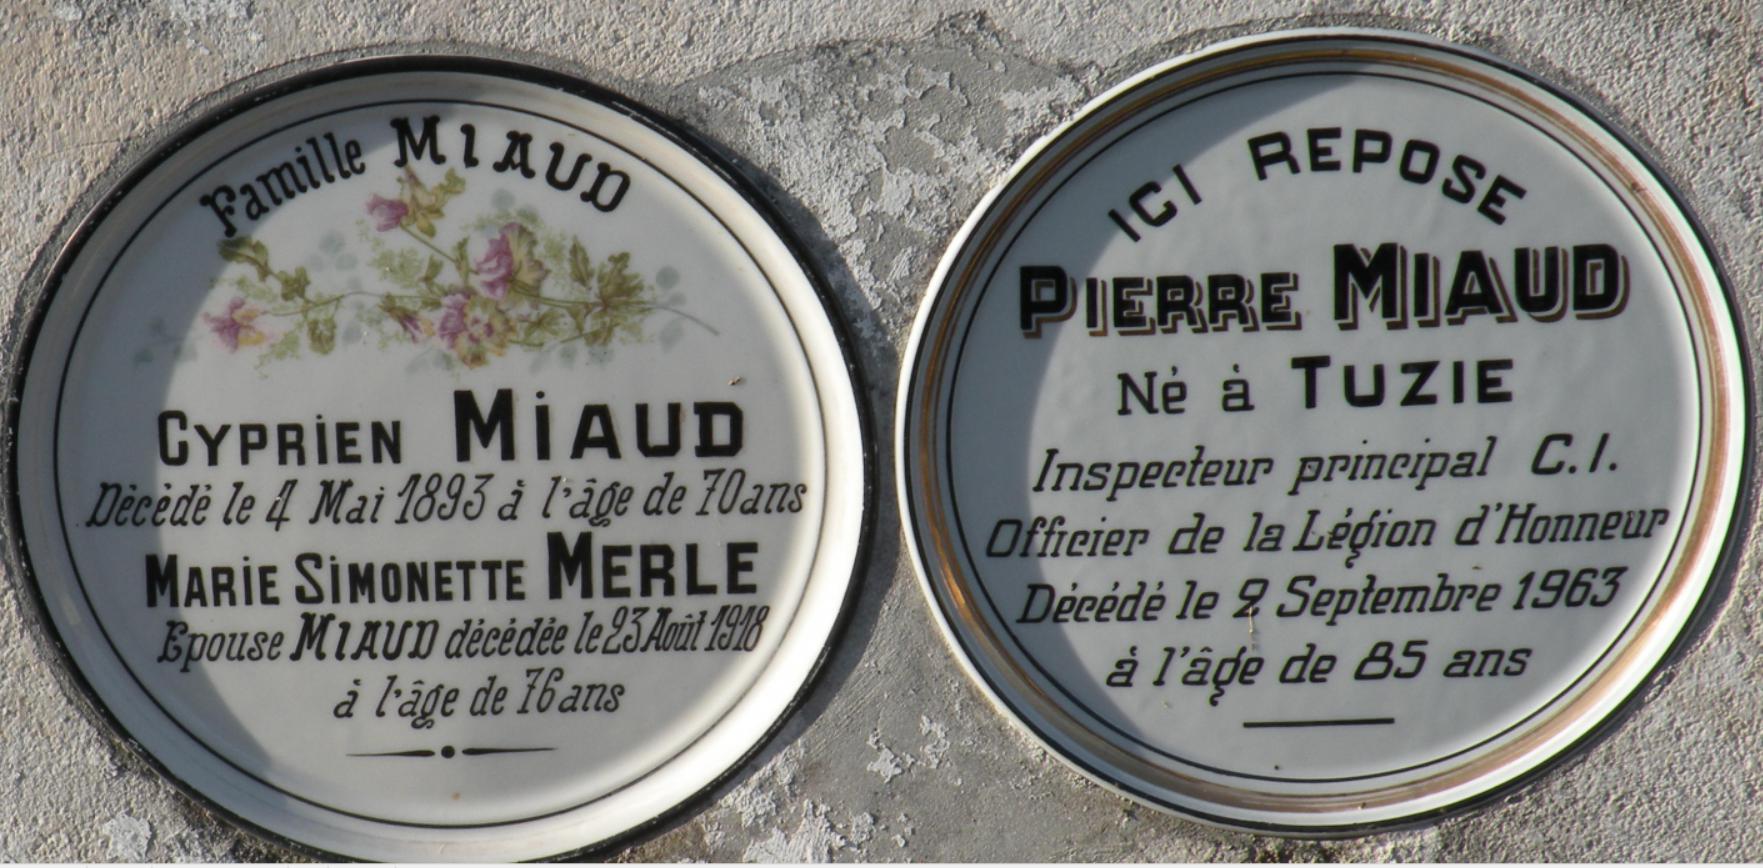 Famille MIAUD
CYPRIEN MIAUD
Décédé le 4 Mai 1893 à l'âge de 70 ans
MARIE SIMONETTE MERLE
Epouse MIAUD décédée le 23 Août 1918
à l'âge de 76 ans
ICI REPOSE
PIERRE MIAUD
Né à TUZIE
Inspecteur principal C.I.
Officier de la Légion d'Honneur
Décédé le 2 Septembre 1963
à l'âge de 85 ans